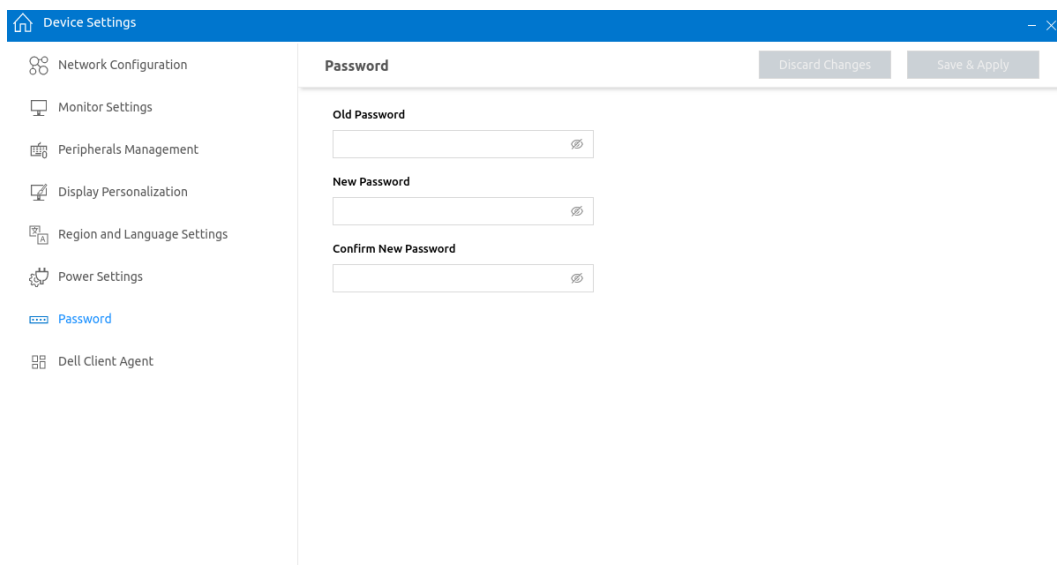 Device Settings
Network Configuration
Monitor Settings
Peripherals Management
Display Personalization
Region and Language Settings
Power Settings
Password
Dell Client Agent
Password
Discard Changes
Save & Apply
Old Password
New Password
Confirm New Password